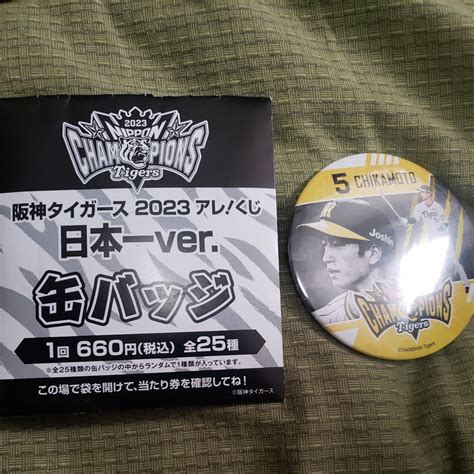 2023
NIPPON
CHAMPIONS
Tigers
阪神タイガース 2023 アレ!くじ
日本一ver.
缶バッジ
1回 660円(税込) 全25種
※全25種類の缶バッジの中からランダムで1種類が入っています。
この場で袋を開けて、当たり券を確認してね!
©阪神タイガース
5 CHIKAMOTO
Joshin
Tigers
CHAMPIONS
Tigers
©HANSHIN Tigers